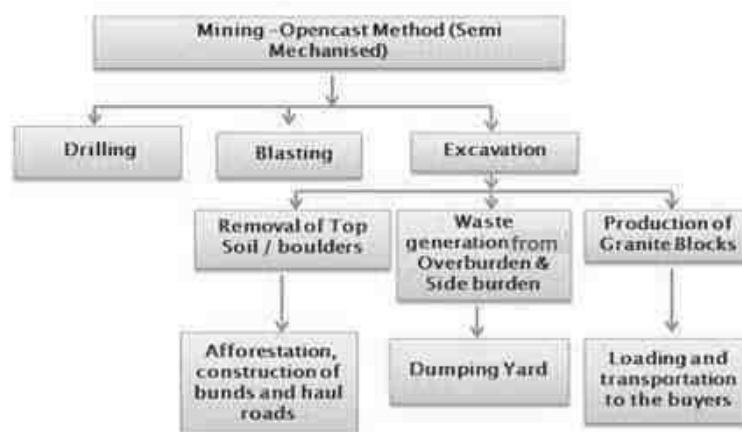 Mining –Opencast Method (Semi
Mechanised)
Drilling
Blasting
Excavation
Removal of Top
Soil / boulders
Waste
generation from
Overburden &
Side burden
Production of
Granite Blocks
Afforestation,
construction of
bunds and haul
roads
Dumping Yard
Loading and
transportation
to the buyers